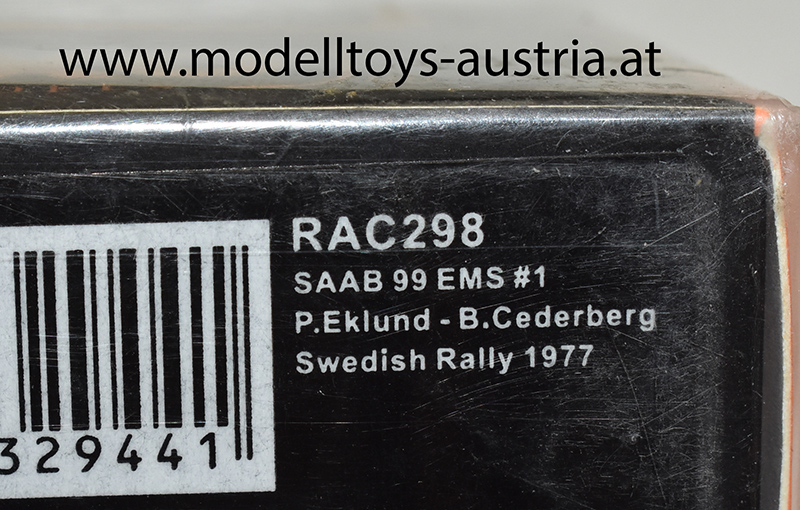 www.modelltoys-austria.at
RAC298
SAAB 99 EMS #1
P.Eklund - B.Cederberg
Swedish Rally 1977
329441